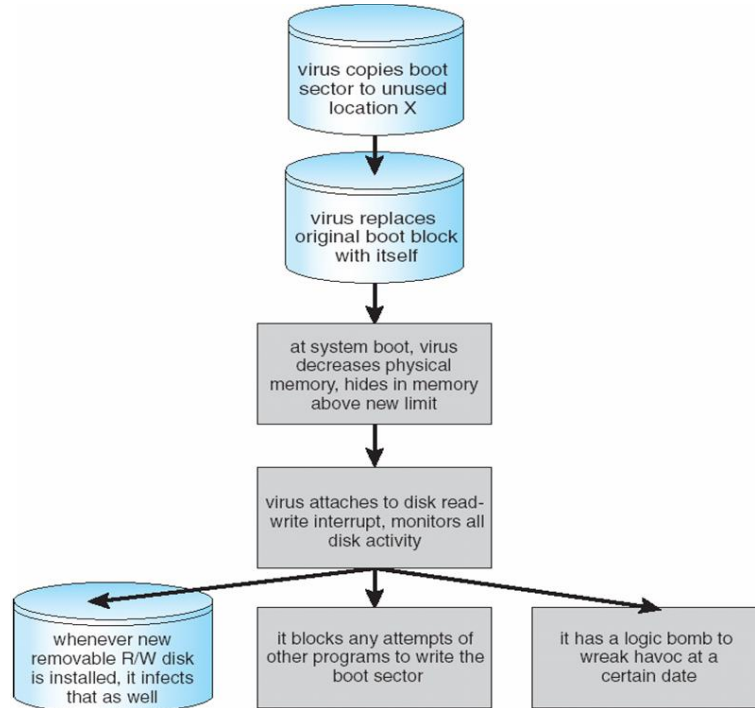 virus copies boot
sector to unused
location X
virus replaces
original boot block
with itself
at system boot, virus
decreases physical
memory, hides in memory
above new limit
virus attaches to disk read-
write interrupt, monitors all
disk activity
whenever new
removable R/W disk
is installed, it infects
that as well
it blocks any attempts of
other programs to write the
boot sector
it has a logic bomb to
wreak havoc at a
certain date